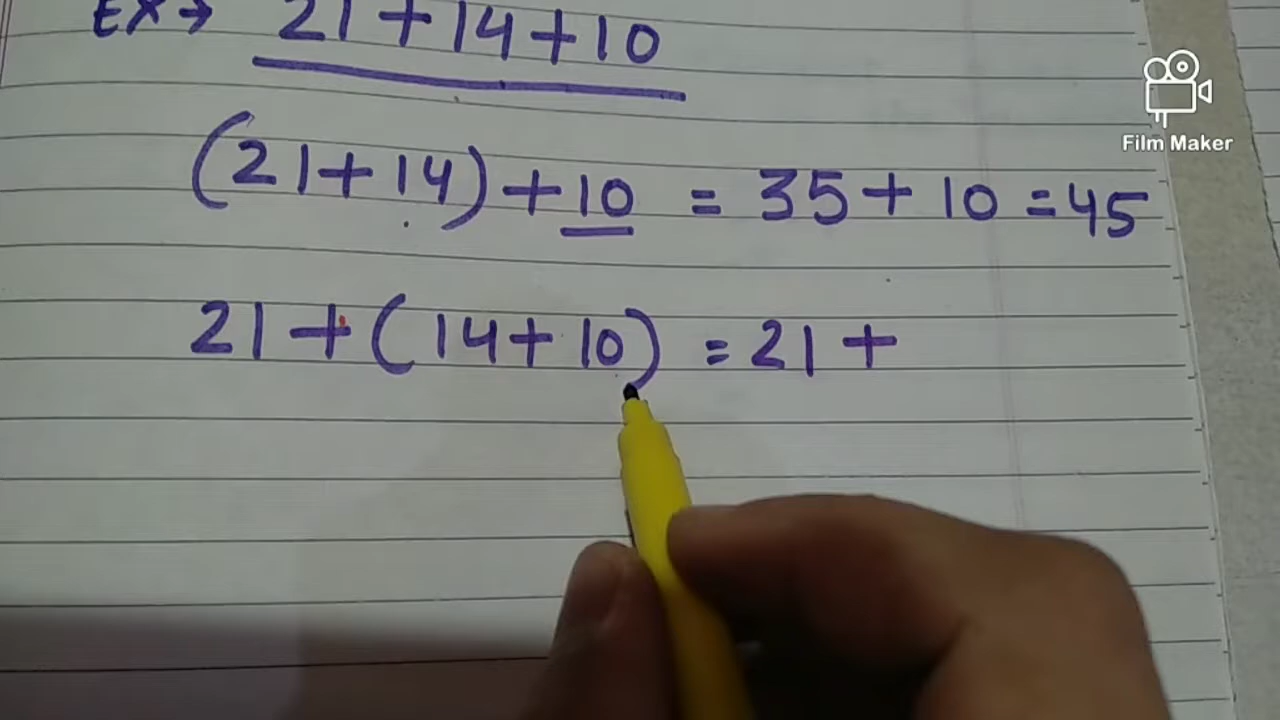 Ex→ 21+14+10
(21+14)+10 = 35+10=45
21+(14+10) = 21+
Film Maker